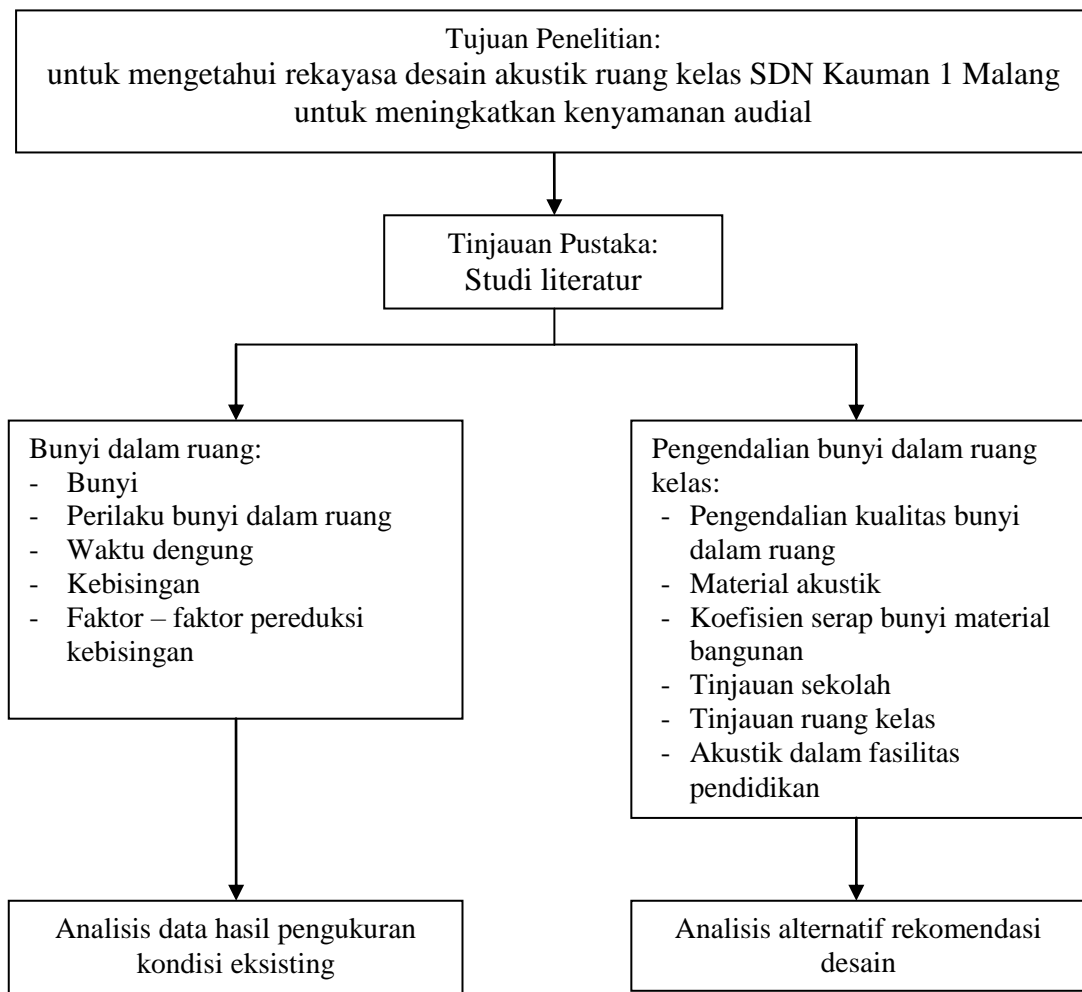 Tujuan Penelitian:
untuk mengetahui rekayasa desain akustik ruang kelas SDN Kauman 1 Malang
untuk meningkatkan kenyamanan audial
Tinjauan Pustaka:
Studi literatur
Bunyi dalam ruang:
- Bunyi
- Perilaku bunyi dalam ruang
- Waktu dengung
- Kebisingan
- Faktor – faktor pereduksi
kebisingan
Pengendalian bunyi dalam ruang
kelas:
- Pengendalian kualitas bunyi
dalam ruang
- Material akustik
- Koefisien serap bunyi material
bangunan
- Tinjauan sekolah
- Tinjauan ruang kelas
- Akustik dalam fasilitas
pendidikan
Analisis data hasil pengukuran
kondisi eksisting
Analisis alternatif rekomendasi
desain